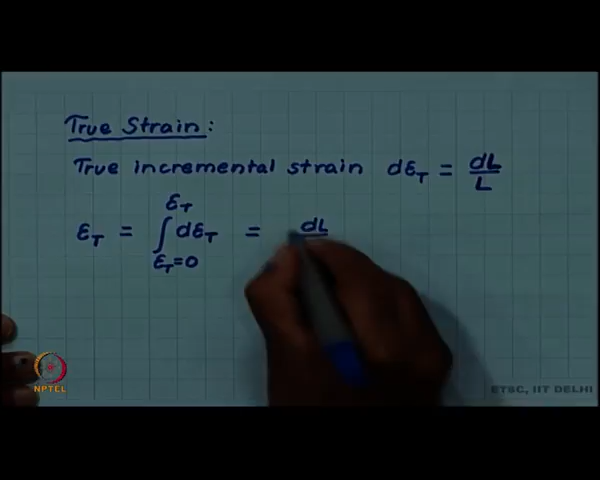 True Strain:
True incremental strain dε_T = dL/L
ε_T = ∫_{ε_T=0}^{ε_T} dε_T = dL
NPTEL
ETSC, IIT DELHI